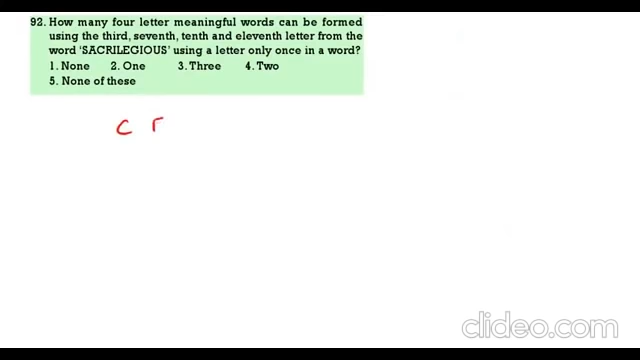 92. How many four letter meaningful words can be formed
using the third, seventh, tenth and eleventh letter from the
word ‘SACRILEGIOUS’ using a letter only once in a word?
1. None 2. One 3. Three 4. Two
5. None of these
C
clideo.com